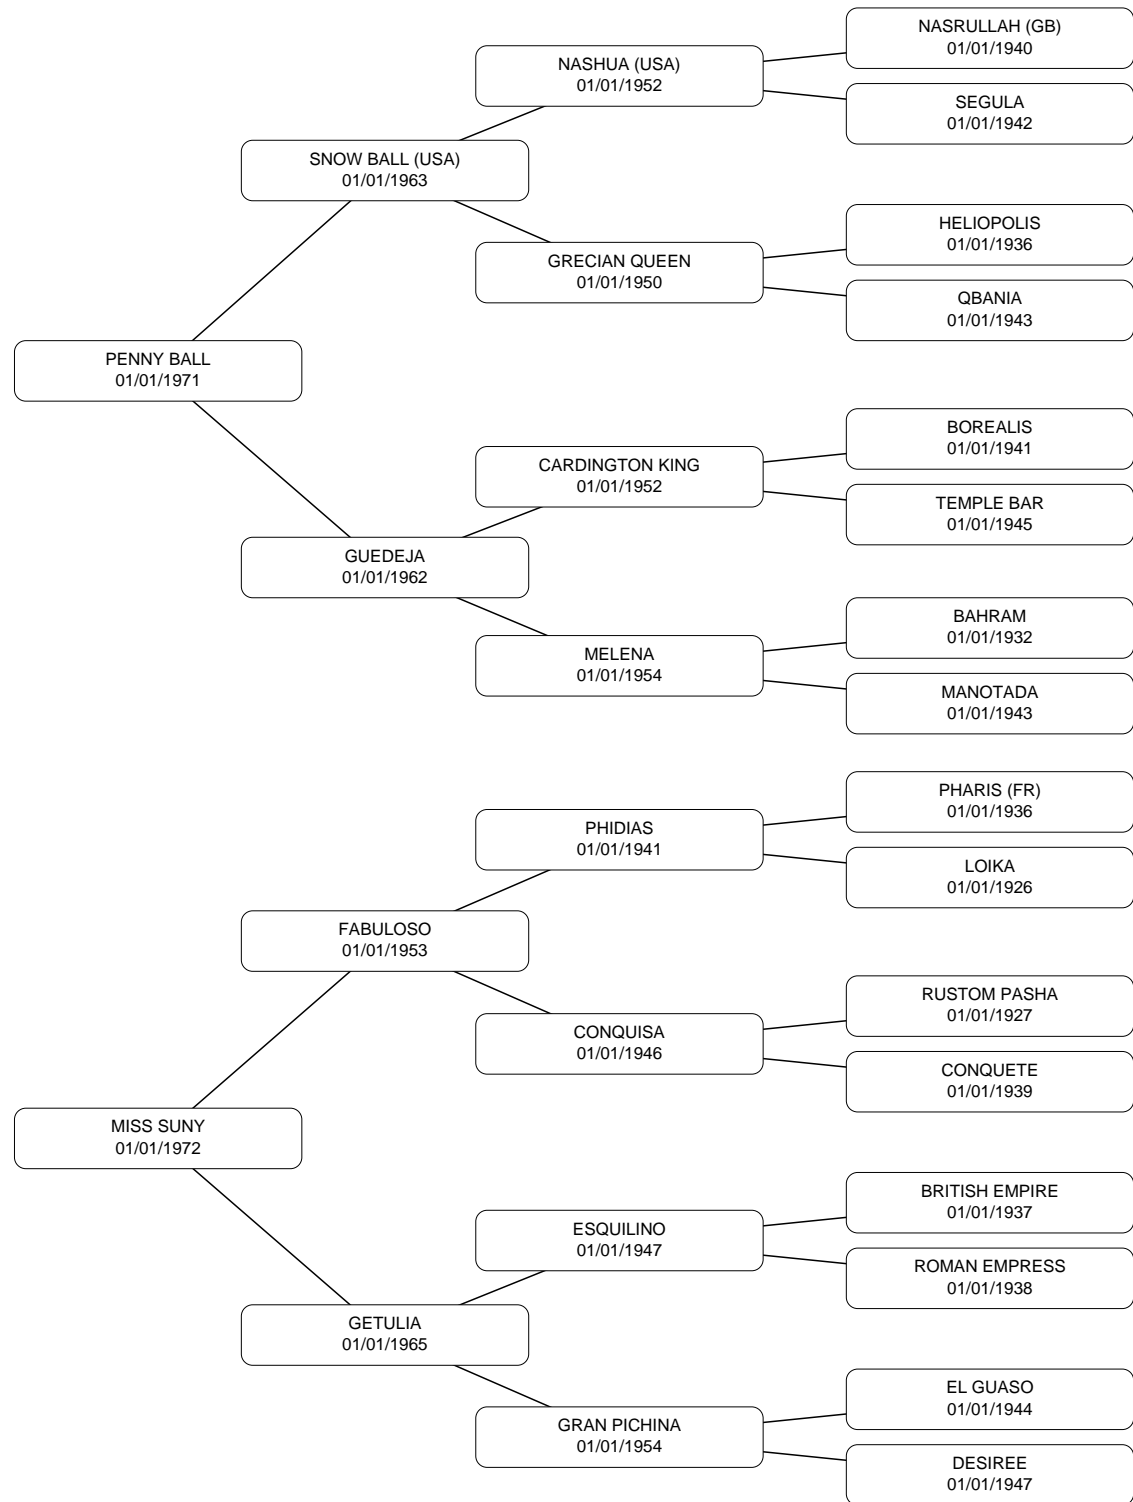 NASRULLAH (GB)
01/01/1940
NASHUA (USA)
01/01/1952
SEGULA
01/01/1942
SNOW BALL (USA)
01/01/1963
HELIOPOLIS
01/01/1936
GRECIAN QUEEN
01/01/1950
QBANIA
01/01/1943
PENNY BALL
01/01/1971
BOREALIS
01/01/1941
CARDINGTON KING
01/01/1952
TEMPLE BAR
01/01/1945
GUEDEJA
01/01/1962
BAHRAM
01/01/1932
MELENA
01/01/1954
MANOTADA
01/01/1943
PHARIS (FR)
01/01/1936
PHIDIAS
01/01/1941
LOIKA
01/01/1926
FABULOSO
01/01/1953
RUSTOM PASHA
01/01/1927
CONQUISA
01/01/1946
CONQUETE
01/01/1939
MISS SUNY
01/01/1972
BRITISH EMPIRE
01/01/1937
ESQUILINO
01/01/1947
ROMAN EMPRESS
01/01/1938
GETULIA
01/01/1965
EL GUASO
01/01/1944
GRAN PICHINA
01/01/1954
DESIREE
01/01/1947